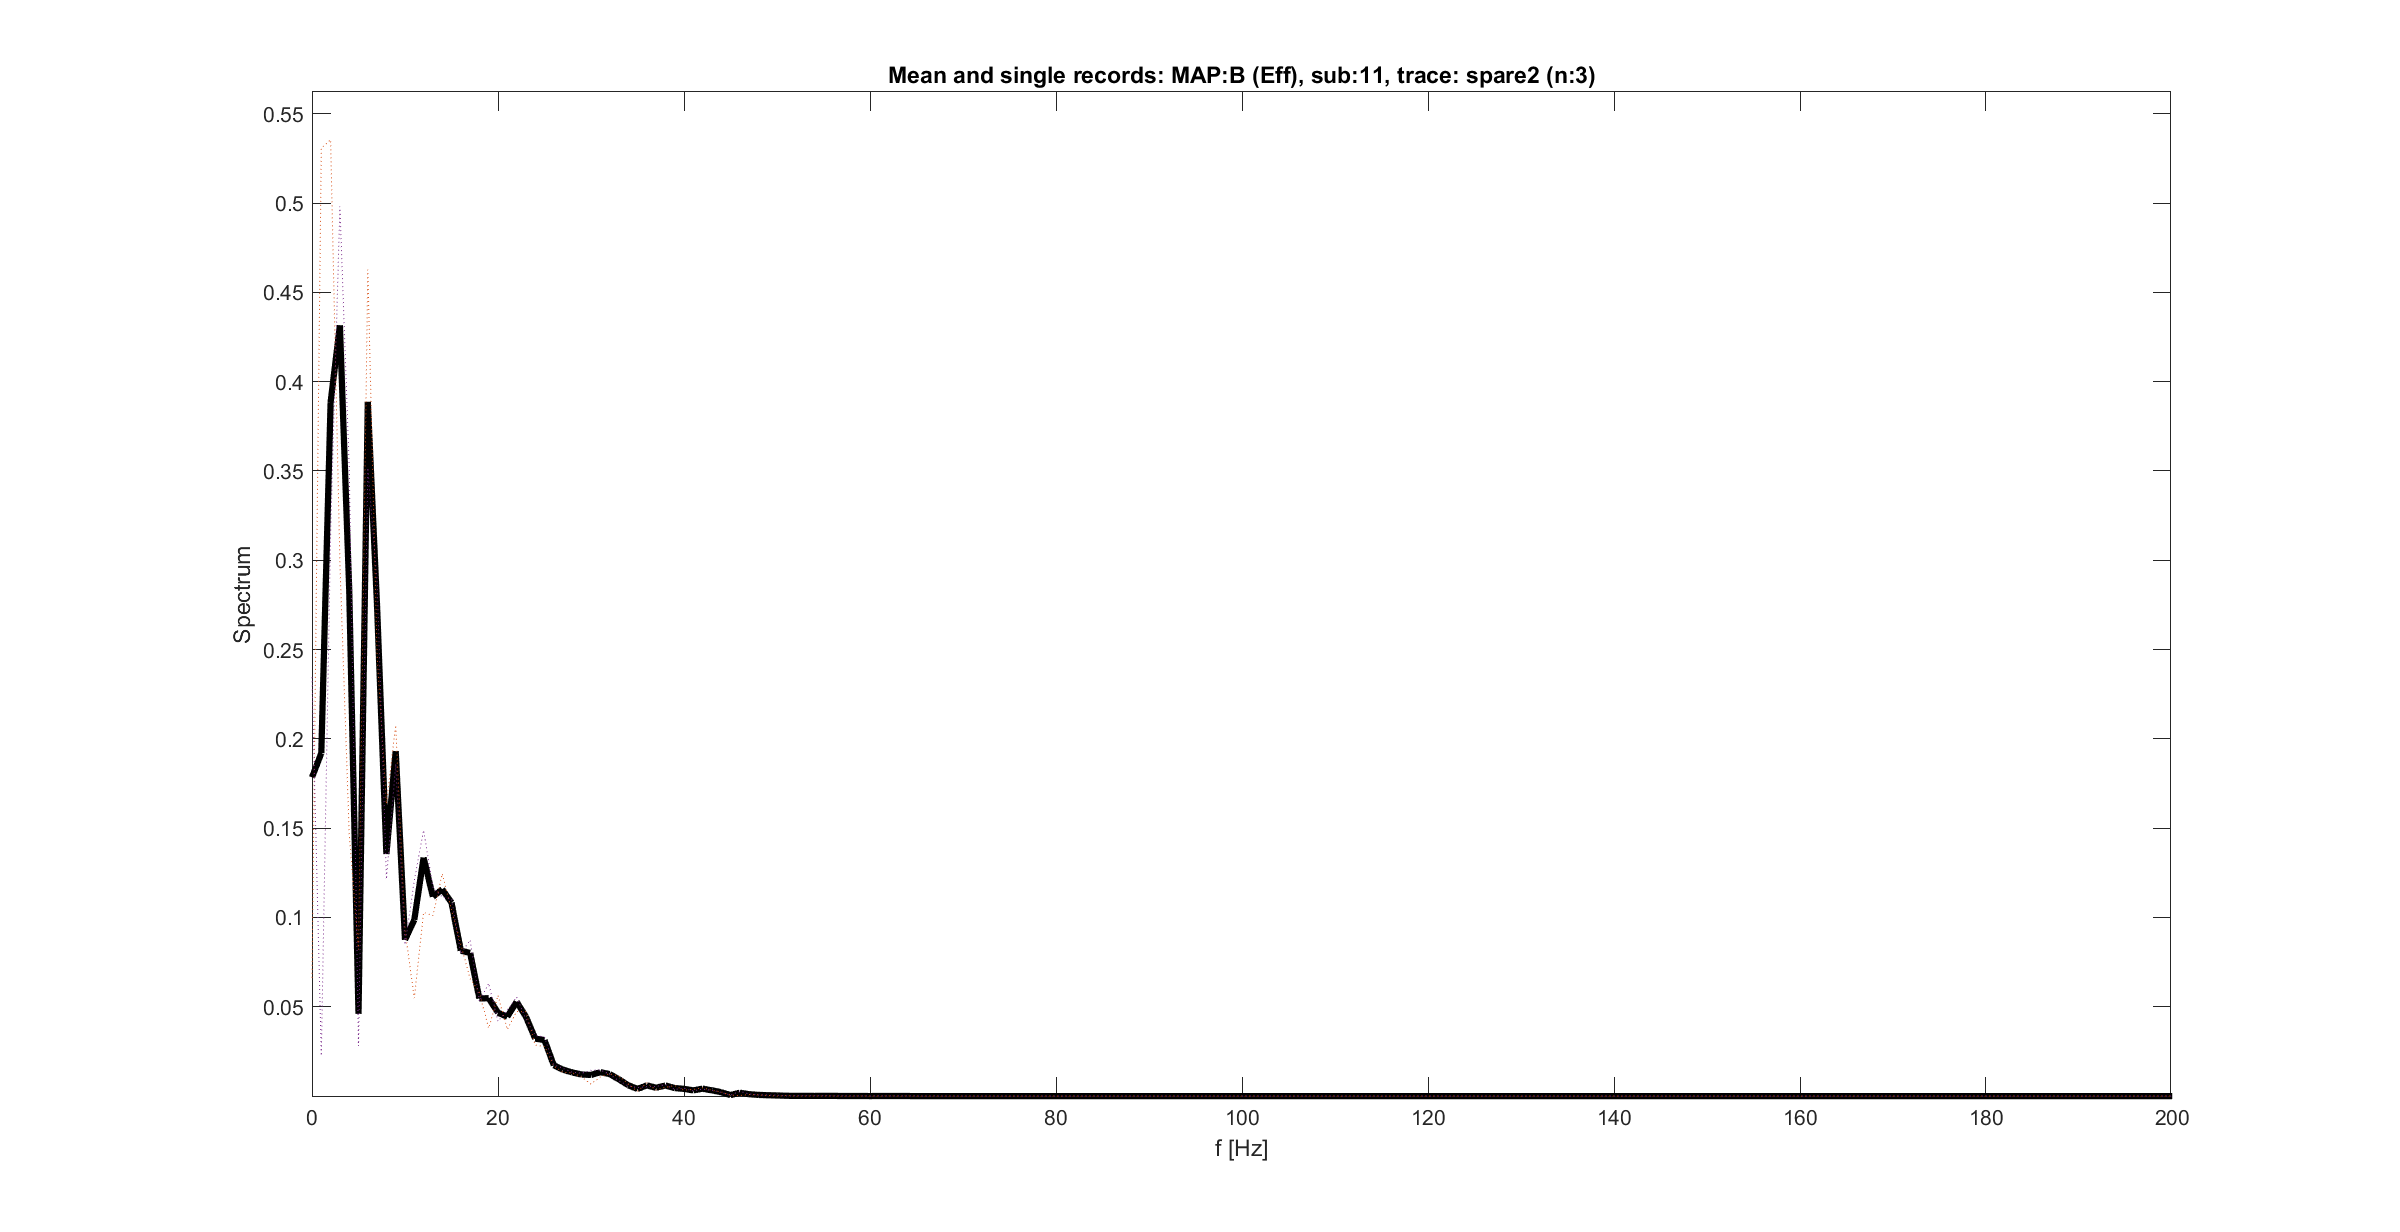 Mean and single records: MAP:B (Eff), sub:11, trace: spare2 (n:3)
0.55
0.5
0.45
0.4
0.35
0.3
0.25
0.2
0.15
0.1
0.05
Spectrum
0 20 40 60 80 100 120 140 160 180 200
f [Hz]